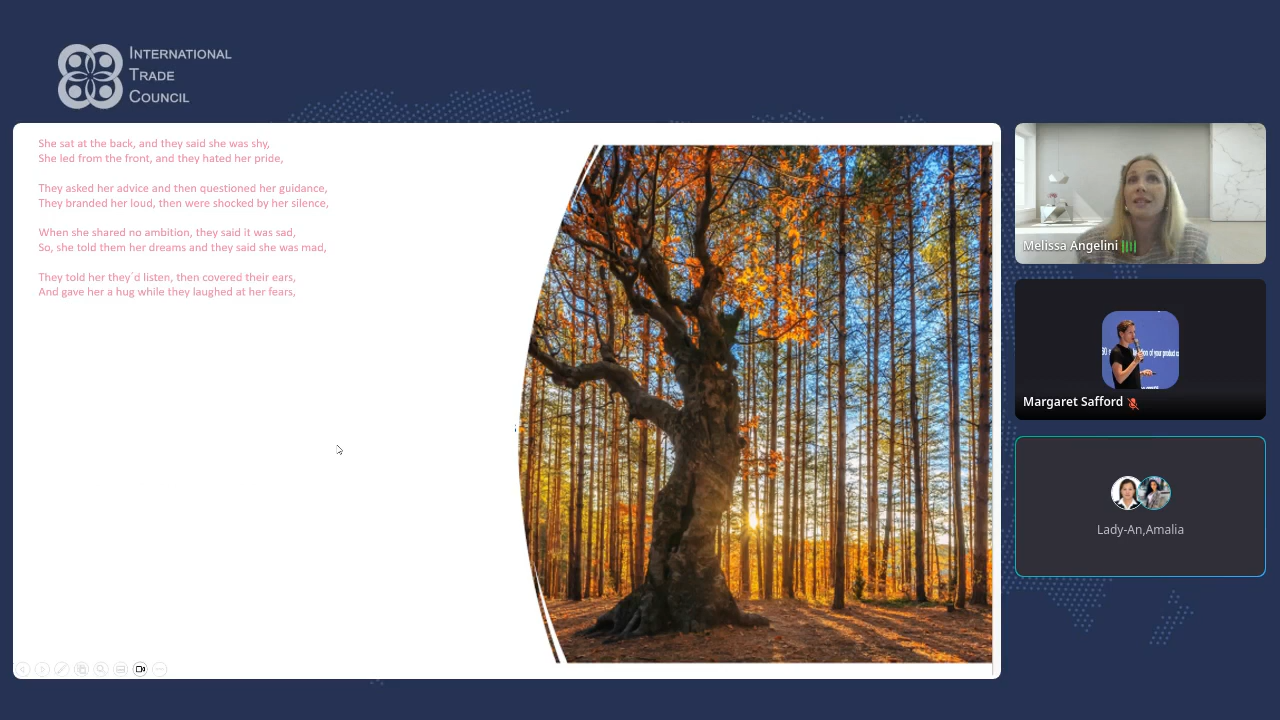 INTERNATIONAL
TRADE
COUNCIL
She sat at the back, and they said she was shy,
She led from the front, and they hated her pride,
They asked her advice and then questioned her guidance,
They branded her loud, then were shocked by her silence,
When she shared no ambition, they said it was sad,
So, she told them her dreams and they said she was mad,
They told her they´d listen, then covered their ears,
And gave her a hug while they laughed at her fears,
Melissa Angelini
Margaret Safford
Lady-An,Amalia